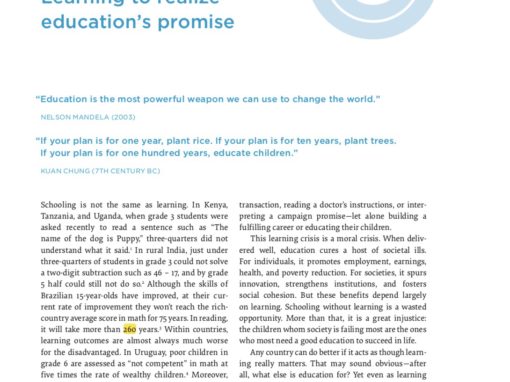 Learning to realize
education's promise
“Education is the most powerful weapon we can use to change the world.”
NELSON MANDELA (2003)
“If your plan is for one year, plant rice. If your plan is for ten years, plant trees.
If your plan is for one hundred years, educate children.”
KUAN CHUNG (7TH CENTURY BC)
Schooling is not the same as learning. In Kenya,
Tanzania, and Uganda, when grade 3 students were
asked recently to read a sentence such as “The
name of the dog is Puppy,” three-quarters did not
understand what it said.1 In rural India, just under
three-quarters of students in grade 3 could not solve
a two-digit subtraction such as 46 – 17, and by grade
5 half could still not do so.2 Although the skills of
Brazilian 15-year-olds have improved, at their cur-
rent rate of improvement they won’t reach the rich-
country average score in math for 75 years. In reading,
it will take more than 260 years.3 Within countries,
learning outcomes are almost always much worse
for the disadvantaged. In Uruguay, poor children in
grade 6 are assessed as “not competent” in math at
five times the rate of wealthy children.4 Moreover,
transaction, reading a doctor’s instructions, or inter-
preting a campaign promise—let alone building a
fulfilling career or educating their children.
This learning crisis is a moral crisis. When deliv-
ered well, education cures a host of societal ills.
For individuals, it promotes employment, earnings,
health, and poverty reduction. For societies, it spurs
innovation, strengthens institutions, and fosters
social cohesion. But these benefits depend largely
on learning. Schooling without learning is a wasted
opportunity. More than that, it is a great injustice:
the children whom society is failing most are the ones
who most need a good education to succeed in life.
Any country can do better if it acts as though learn-
ing really matters. That may sound obvious—after
all, what else is education for? Yet even as learning